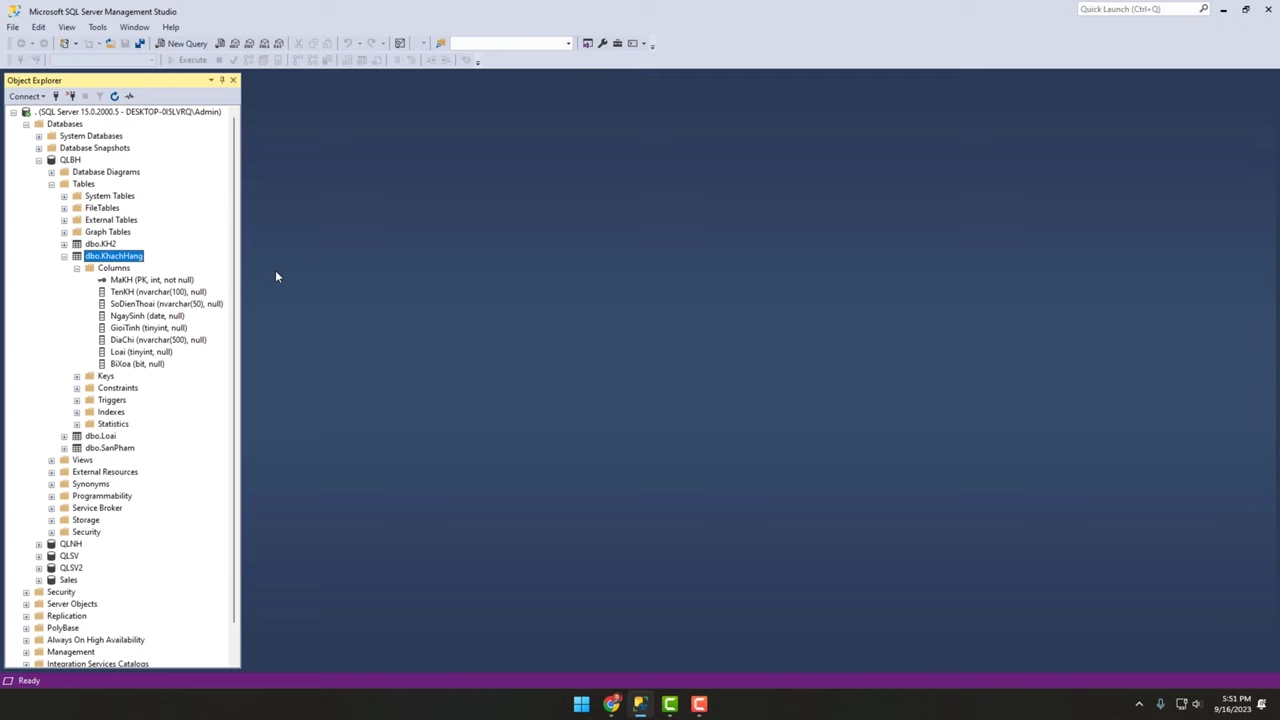 Microsoft SQL Server Management Studio
Quick Launch (Ctrl+Q)
File Edit View Tools Window Help
New Query
Execute
Object Explorer
Connect
. (SQL Server 15.0.2000.5 - DESKTOP-0I5LVRQ\Admin)
Databases
System Databases
Database Snapshots
QLBH
Database Diagrams
Tables
System Tables
FileTables
External Tables
Graph Tables
dbo.KH2
dbo.KhachHang
Columns
MaKH (PK, int, not null)
TenKH (nvarchar(100), null)
SoDienThoai (nvarchar(50), null)
NgaySinh (date, null)
GioiTinh (tinyint, null)
DiaChi (nvarchar(500), null)
Loai (tinyint, null)
BiXoa (bit, null)
Keys
Constraints
Triggers
Indexes
Statistics
dbo.Loai
dbo.SanPham
Views
External Resources
Synonyms
Programmability
Service Broker
Storage
Security
QLNH
QLSV
QLSV2
Sales
Security
Server Objects
Replication
PolyBase
Always On High Availability
Management
Integration Services Catalogs
Ready
5:51 PM
9/16/2023